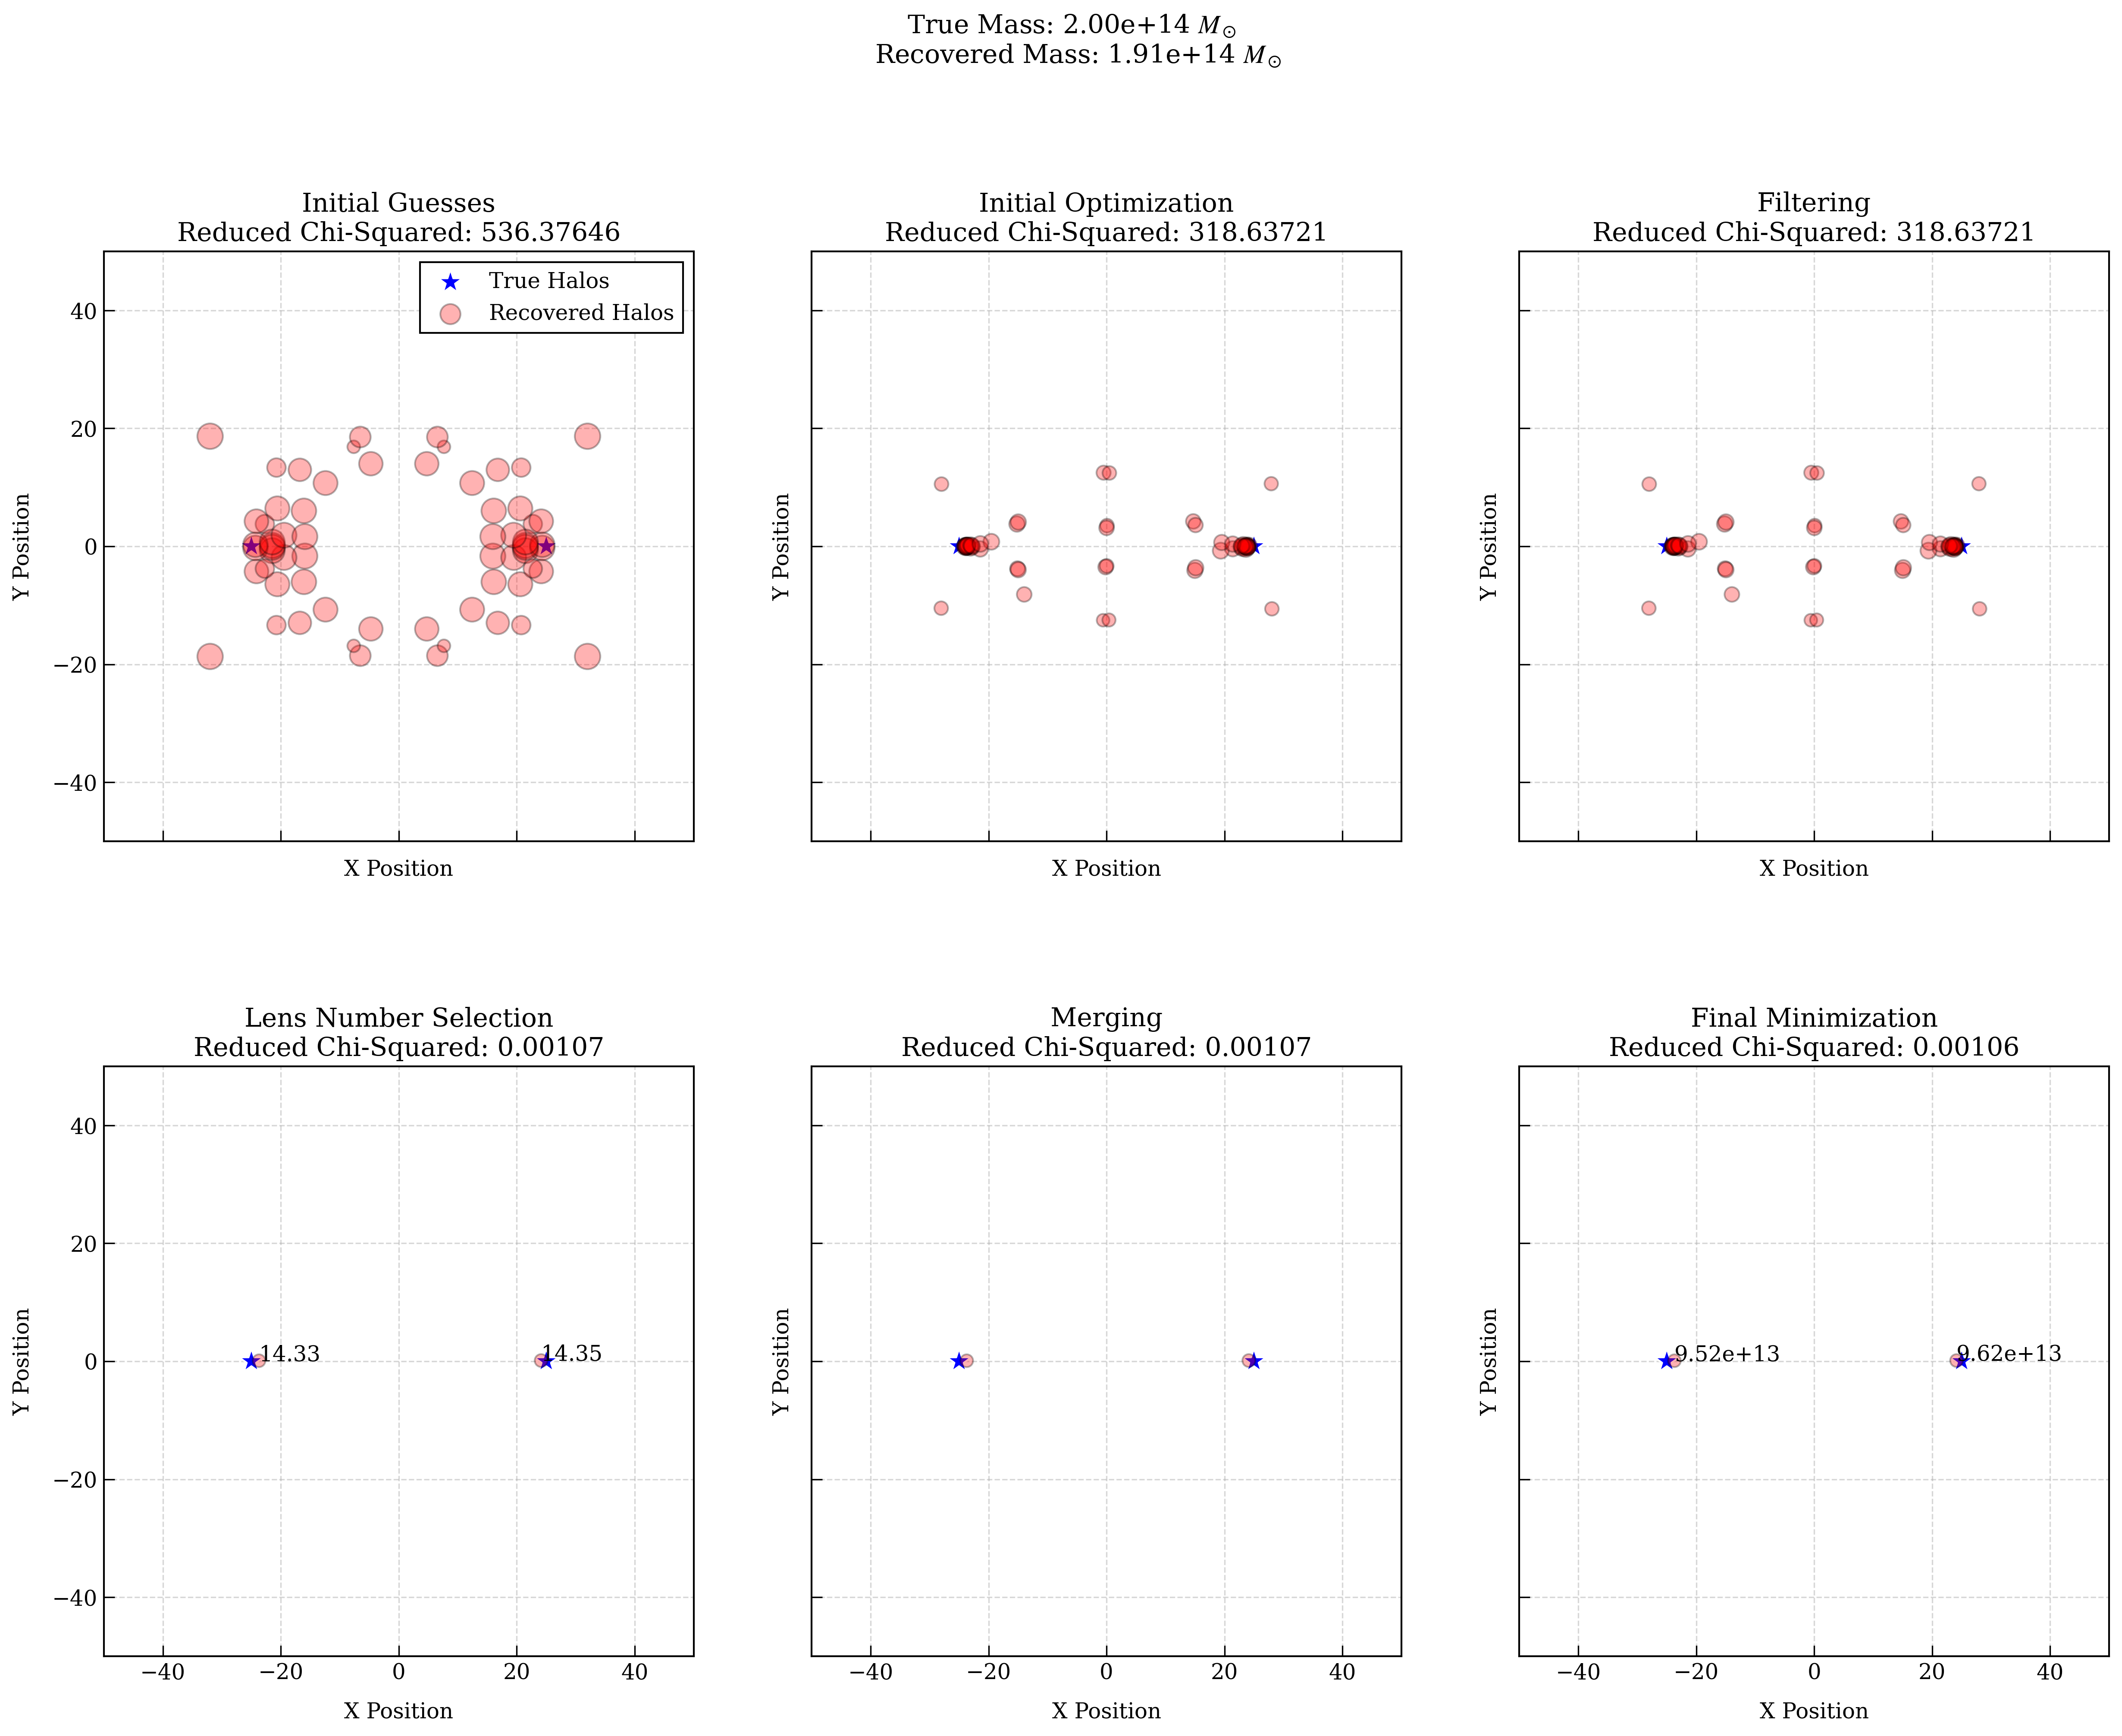 True Mass: 2.00e+14 M⊙
Recovered Mass: 1.91e+14 M⊙
Initial Guesses
Reduced Chi-Squared: 536.37646
True Halos
Recovered Halos
40
20
0
−20
−40
Y Position
X Position
Initial Optimization
Reduced Chi-Squared: 318.63721
Y Position
X Position
Filtering
Reduced Chi-Squared: 318.63721
Y Position
X Position
Lens Number Selection
Reduced Chi-Squared: 0.00107
14.33
14.35
40
20
0
−20
−40
Y Position
−40 −20 0 20 40
X Position
Merging
Reduced Chi-Squared: 0.00107
Y Position
−40 −20 0 20 40
X Position
Final Minimization
Reduced Chi-Squared: 0.00106
9.52e+13
9.62e+13
Y Position
−40 −20 0 20 40
X Position